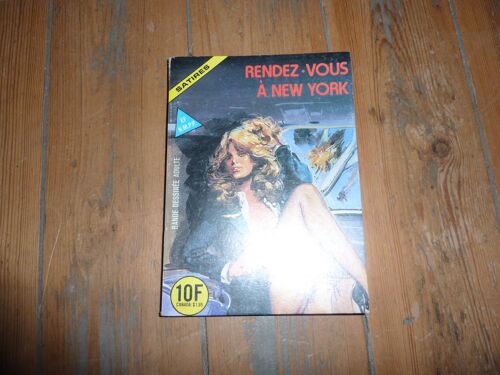 SATIRES
RENDEZ-VOUS
À NEW YORK
BANDE DESSINÉE ADULTE
10F
CANADA $1.95